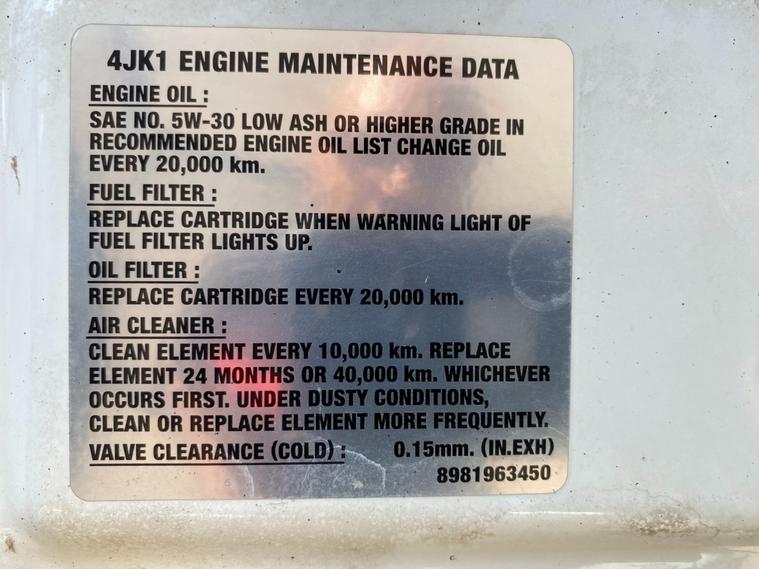 4JK1 ENGINE MAINTENANCE DATA
ENGINE OIL :
SAE NO. 5W-30 LOW ASH OR HIGHER GRADE IN
RECOMMENDED ENGINE OIL LIST CHANGE OIL
EVERY 20,000 km.
FUEL FILTER :
REPLACE CARTRIDGE WHEN WARNING LIGHT OF
FUEL FILTER LIGHTS UP.
OIL FILTER :
REPLACE CARTRIDGE EVERY 20,000 km.
AIR CLEANER :
CLEAN ELEMENT EVERY 10,000 km. REPLACE
ELEMENT 24 MONTHS OR 40,000 km. WHICHEVER
OCCURS FIRST. UNDER DUSTY CONDITIONS,
CLEAN OR REPLACE ELEMENT MORE FREQUENTLY.
VALVE CLEARANCE (COLD) : 0.15mm. (IN.EXH)
8981963450